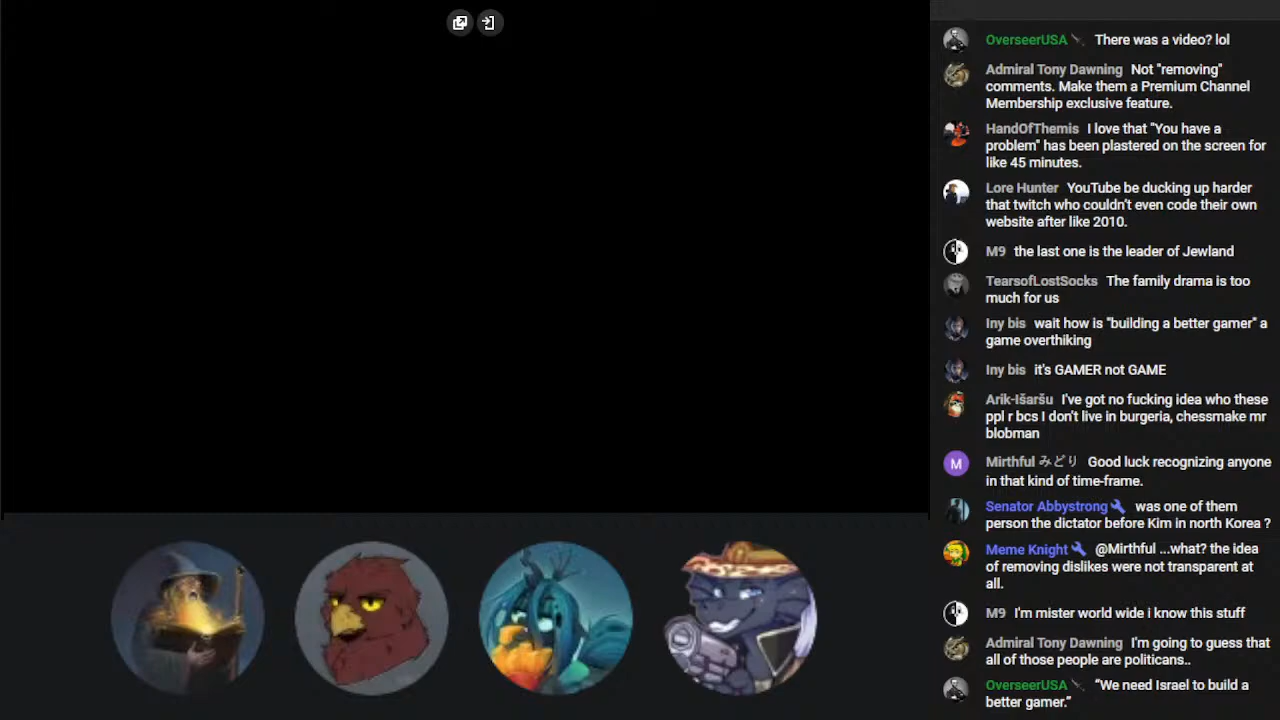 OverseerUSA There was a video? lol
Admiral Tony Dawning Not "removing"
comments. Make them a Premium Channel
Membership exclusive feature.
HandOfThemis I love that "You have a
problem" has been plastered on the screen for
like 45 minutes.
Lore Hunter YouTube be ducking up harder
that twitch who couldn't even code their own
website after like 2010.
M9 the last one is the leader of Jewland
TearsofLostSocks The family drama is too
much for us
Iny bis wait how is "building a better gamer" a
game overthiking
Iny bis it's GAMER not GAME
Arik-Išaršu I've got no fucking idea who these
ppl r bcs I don't live in burgeria, chessmake mr
blobman
M
Mirthful みどり Good luck recognizing anyone
in that kind of time-frame.
Senator Abbystrong was one of them
person the dictator before Kim in north Korea ?
Meme Knight @Mirthful ...what? the idea
of removing dislikes were not transparent at
all.
M9 I'm mister world wide i know this stuff
Admiral Tony Dawning I'm going to guess that
all of those people are politicans..
OverseerUSA “We need Israel to build a
better gamer.”